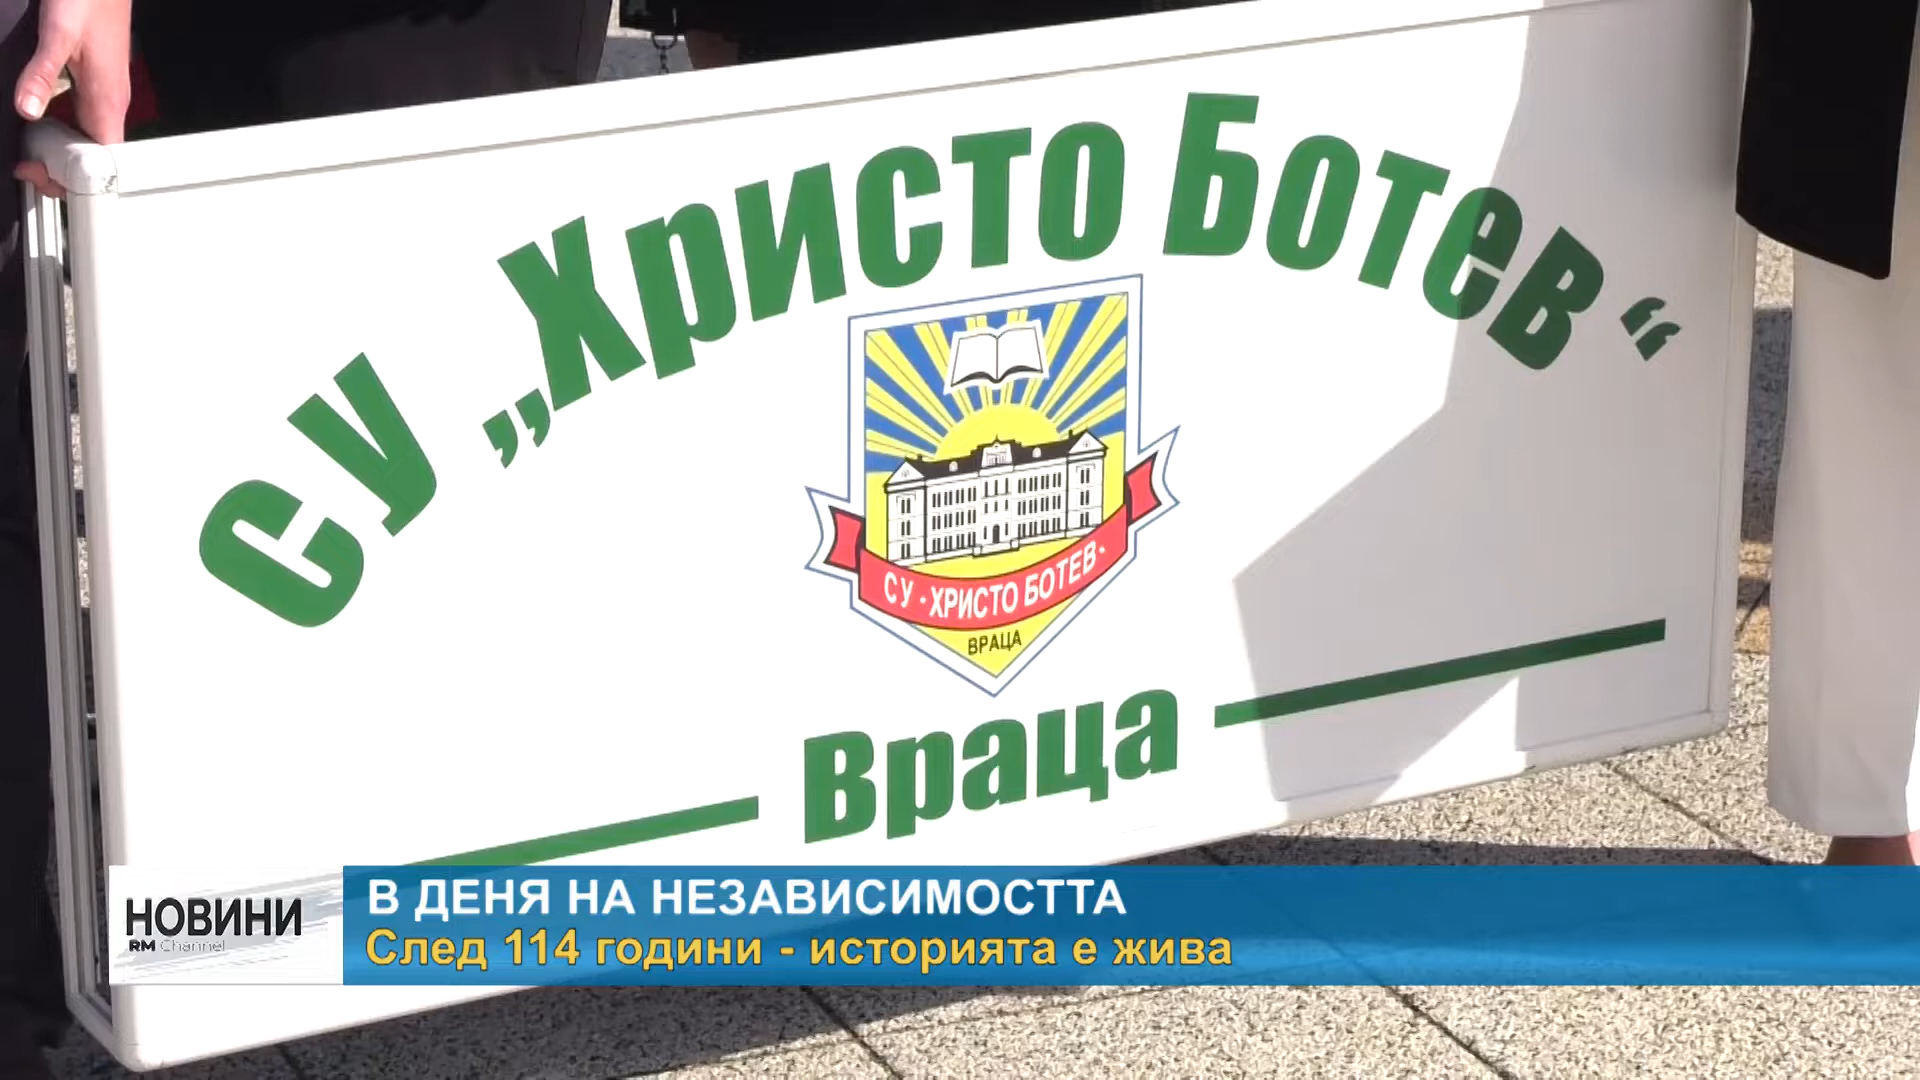 СУ „Христо Ботев“
СУ · ХРИСТО БОТЕВ ·
ВРАЦА
Враца
НОВИНИ
RM Channel
В ДЕНЯ НА НЕЗАВИСИМОСТТА
След 114 години - историята е жива